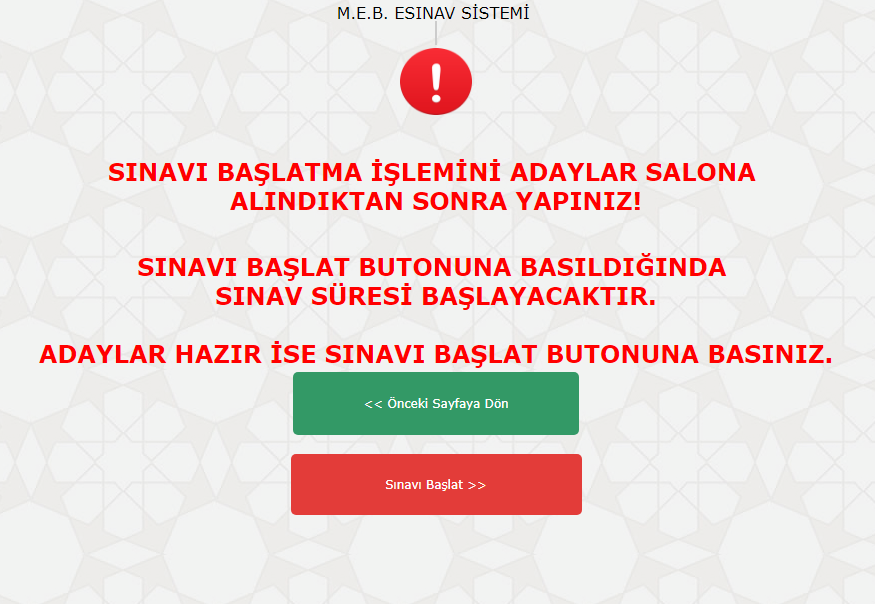 M.E.B. ESINAV SİSTEMİ
SINAVI BAŞLATMA İŞLEMİNİ ADAYLAR SALONA
ALINDIKTAN SONRA YAPINIZ!
SINAVI BAŞLAT BUTONUNA BASILDIĞINDA
SINAV SÜRESİ BAŞLAYACAKTIR.
ADAYLAR HAZIR İSE SINAVI BAŞLAT BUTONUNA BASINIZ.
<< Önceki Sayfaya Dön
Sınavı Başlat >>